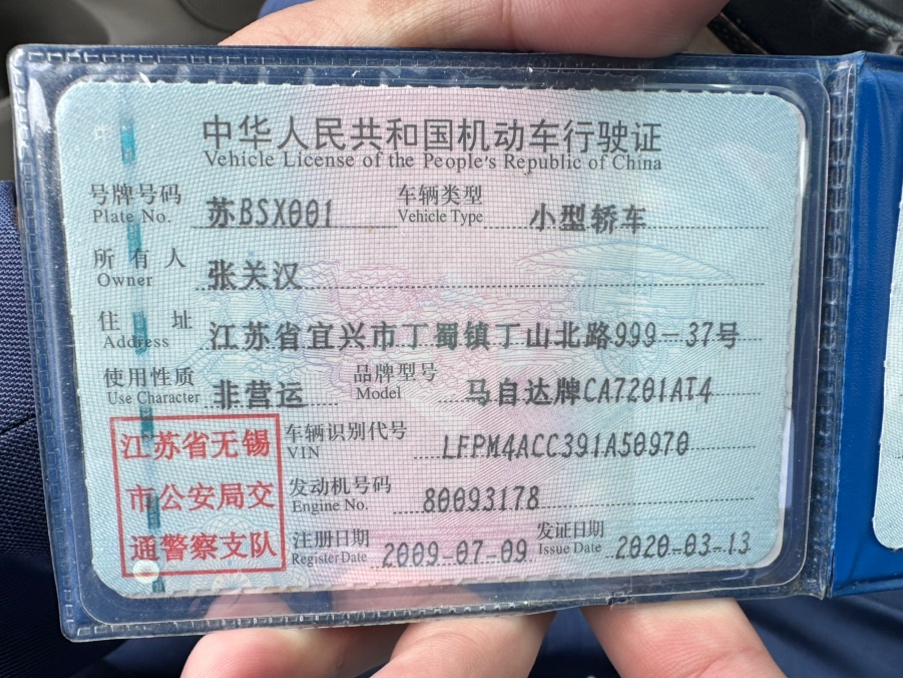 中华人民共和国机动车行驶证
Vehicle License of the People's Republic of China
号牌号码 苏BSX001 车辆类型 小型轿车
Plate No. Vehicle Type
所有人 张关汉
Owner
住址 江苏省宜兴市丁蜀镇丁山北路999-37号
Address
使用性质 非营运 品牌型号 马自达牌CA7201AT4
Use Character Model
江苏省无锡
市公安局交
通警察支队
车辆识别代号 LFPM4ACC391A50970
VIN
发动机号码 80093178
Engine No.
注册日期 2009-07-09 发证日期 2020-03-13
Register Date Issue Date